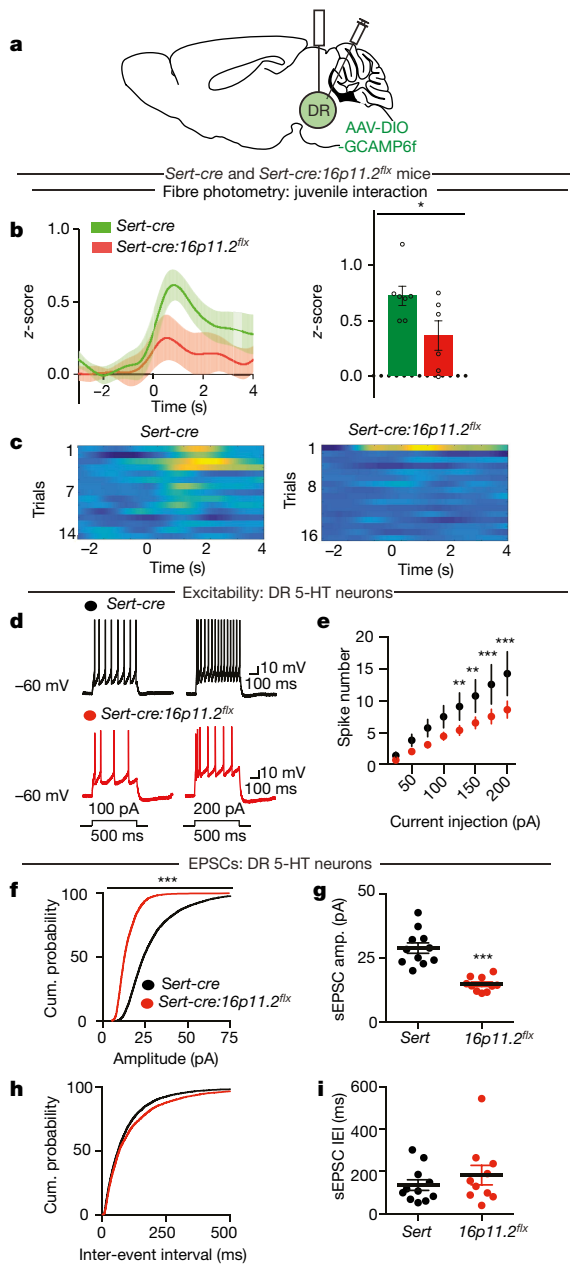 a
DR
AAV-DIO
-GCAMP6f
Sert-cre and Sert-cre:16p11.2flx mice
Fibre photometry: juvenile interaction
b
Sert-cre
Sert-cre:16p11.2flx
1.0
0.5
0.0
z-score
−2 0 2 4
Time (s)
*
1.0
0.5
0.0
z-score
c
Sert-cre
Trials
1
7
14
−2 0 2 4
Time (s)
Sert-cre:16p11.2flx
Trials
1
8
16
−2 0 2 4
Time (s)
Excitability: DR 5-HT neurons
d
Sert-cre
−60 mV
10 mV
100 ms
Sert-cre:16p11.2flx
−60 mV
10 mV
100 ms
100 pA 200 pA
500 ms 500 ms
e
Spike number
20
15
10
5
0
** ** *** ***
50 100 150 200
Current injection (pA)
EPSCs: DR 5-HT neurons
f
***
Cum. probability
100
50
0
Sert-cre
Sert-cre:16p11.2flx
0 25 50 75
Amplitude (pA)
g
sEPSC amp. (pA)
50
25
0
***
Sert 16p11.2flx
h
Cum. probability
100
50
0
0 250 500
Inter-event interval (ms)
i
sEPSC IEI (ms)
600
400
200
0
Sert 16p11.2flx